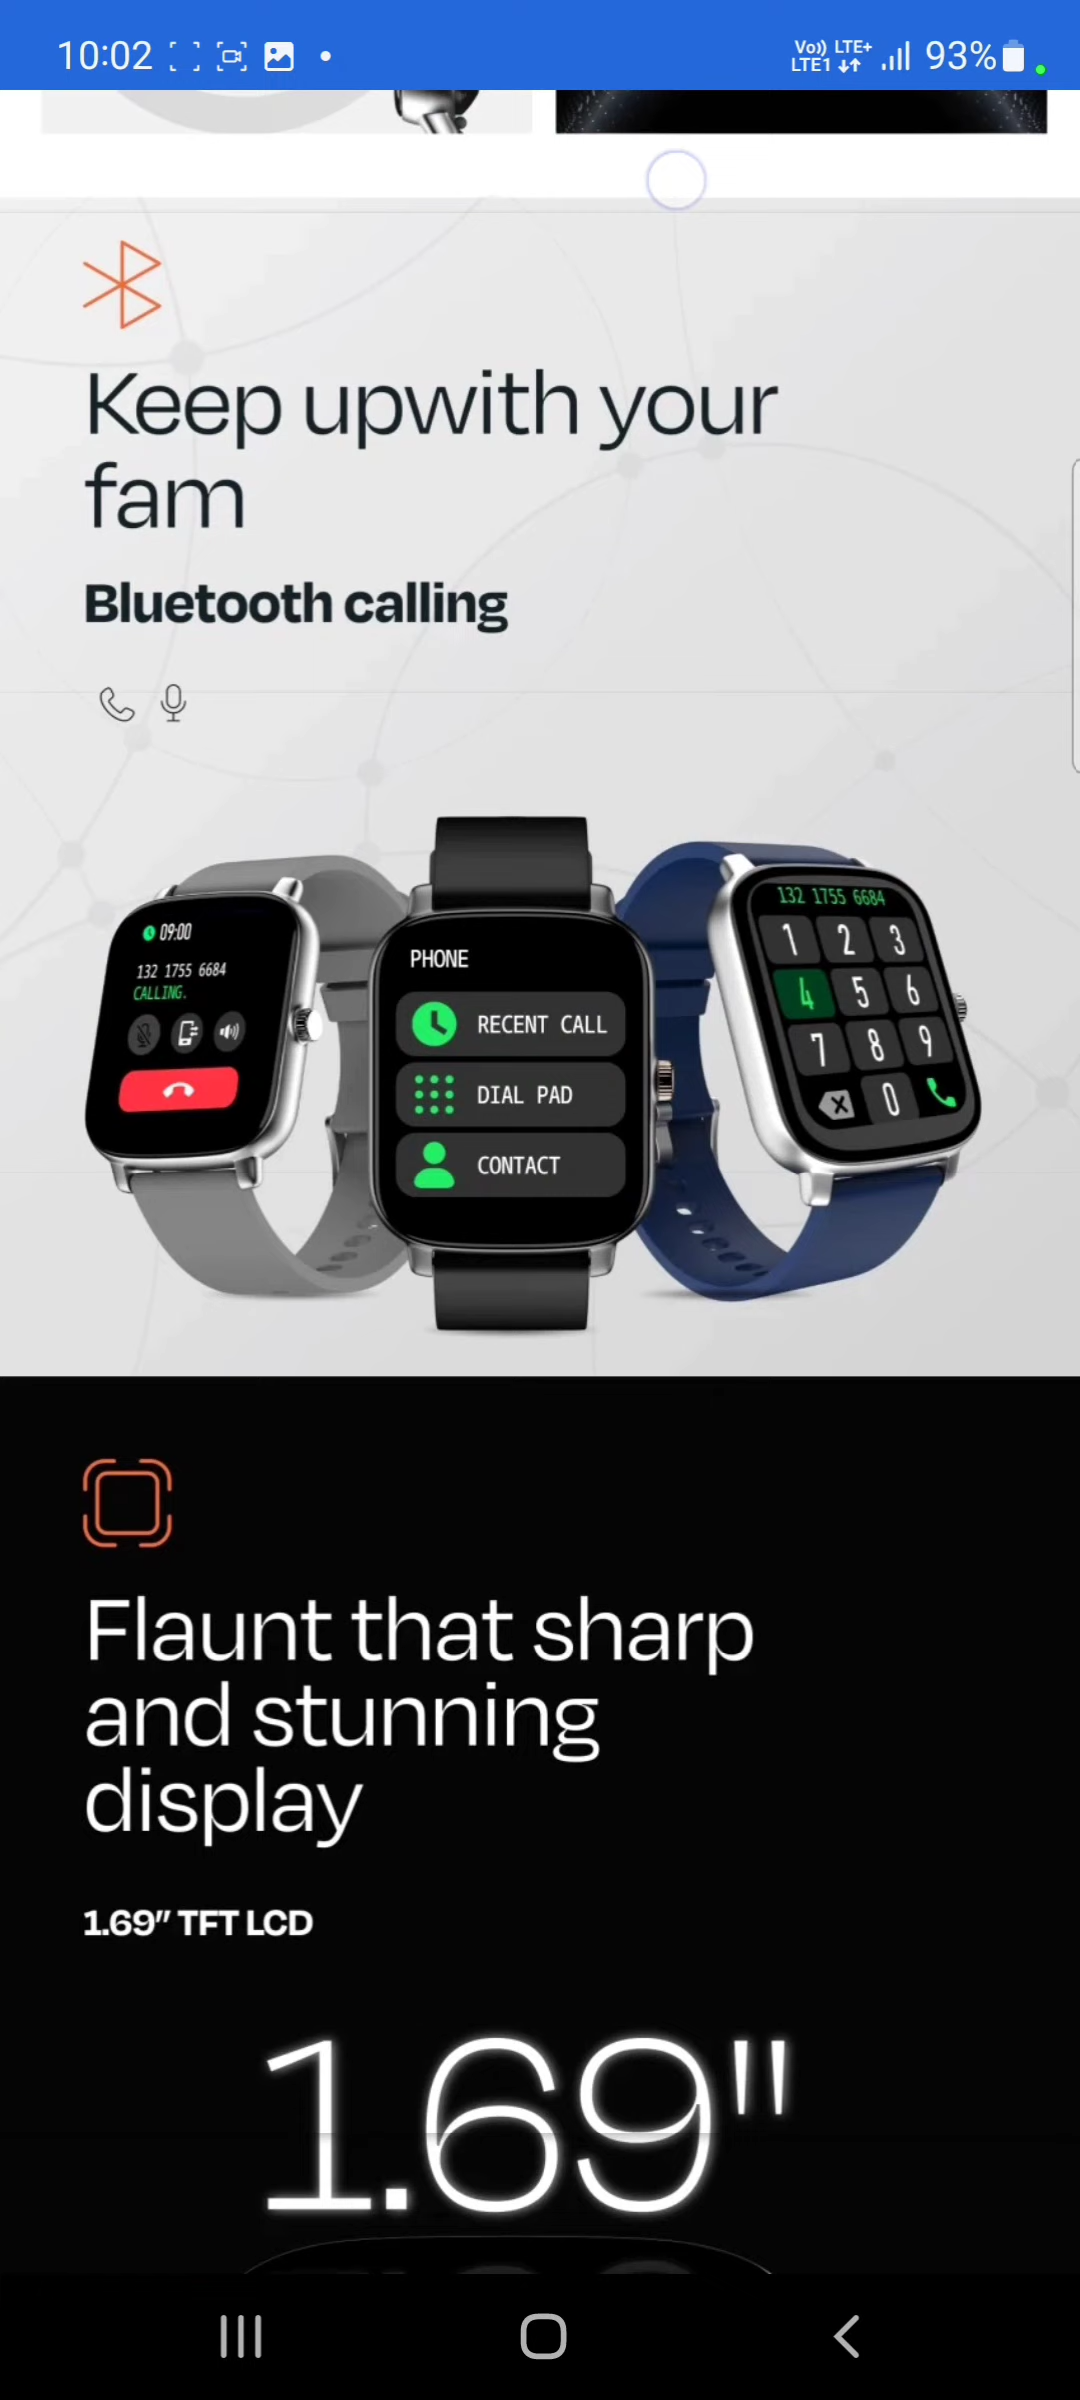 10:02
Vo)) LTE+
LTE1
93%
Keep upwith your
fam
Bluetooth calling
09:00
132 1755 6684
CALLING.
PHONE
RECENT CALL
DIAL PAD
CONTACT
132 1755 6684
1 2 3
4 5 6
7 8 9
0
Flaunt that sharp
and stunning
display
1.69" TFT LCD
1.69"